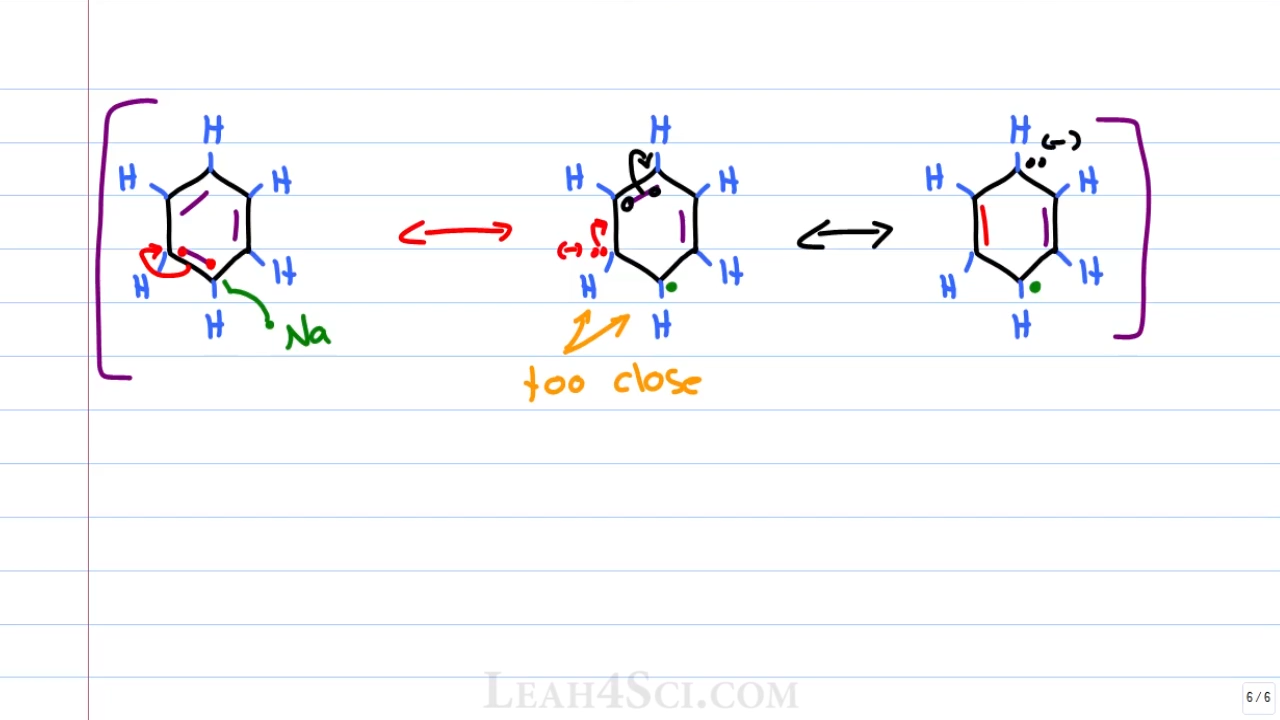 H H H
(-)
H H H H H H
(-)
H H H H H H
H H H
Na
too close
LEAH4SCI.COM
6/6